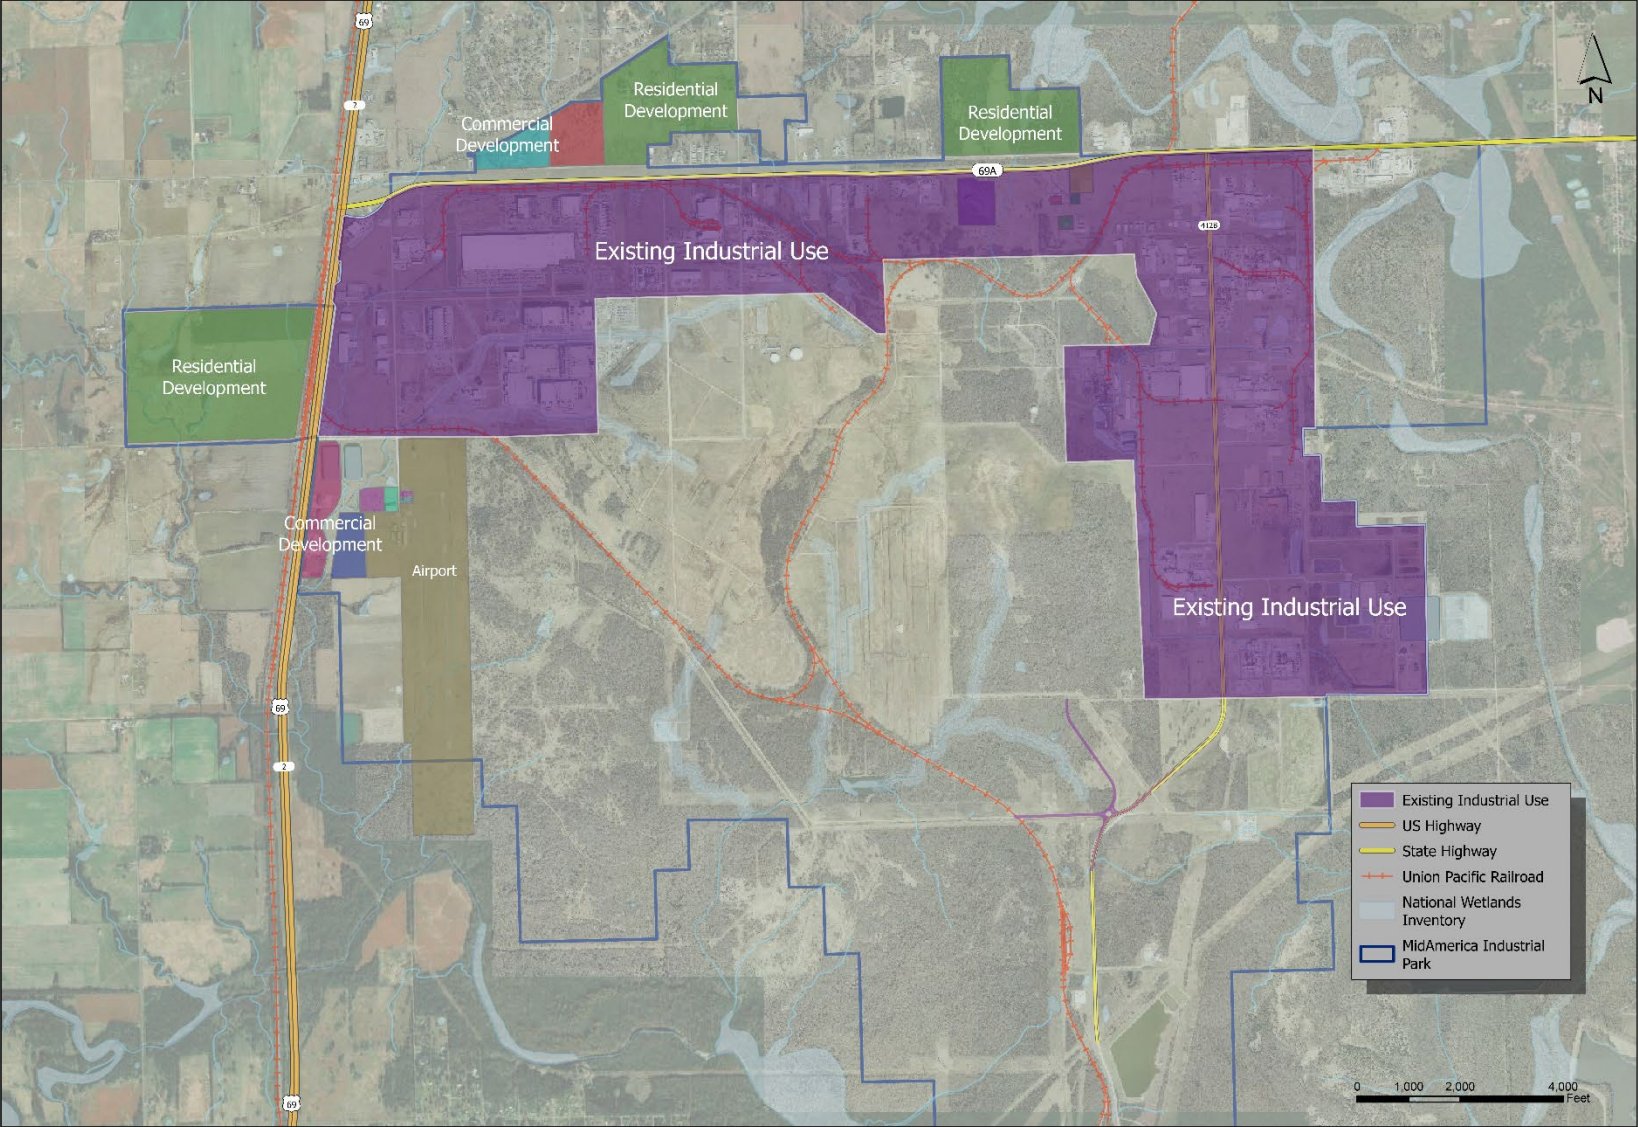 69
2
Residential
Development
Commercial
Development
Residential
Development
N
69A
412B
Existing Industrial Use
Residential
Development
Commercial
Development
Airport
Existing Industrial Use
69
2
69
Existing Industrial Use
US Highway
State Highway
Union Pacific Railroad
National Wetlands
Inventory
MidAmerica Industrial
Park
0 1,000 2,000 4,000
Feet